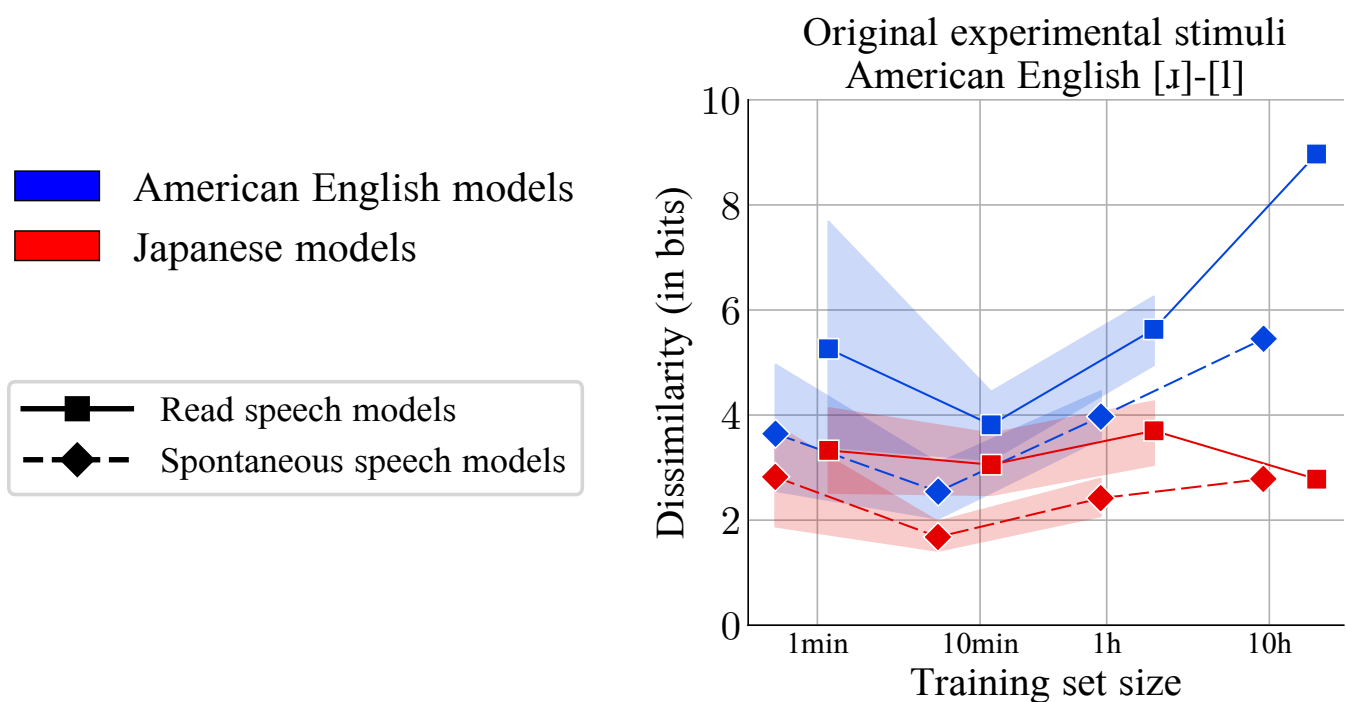 Original experimental stimuli
American English [ɹ]-[l]
American English models
Japanese models
Read speech models
Spontaneous speech models
Dissimilarity (in bits)
10
8
6
4
2
0
1min 10min 1h 10h
Training set size